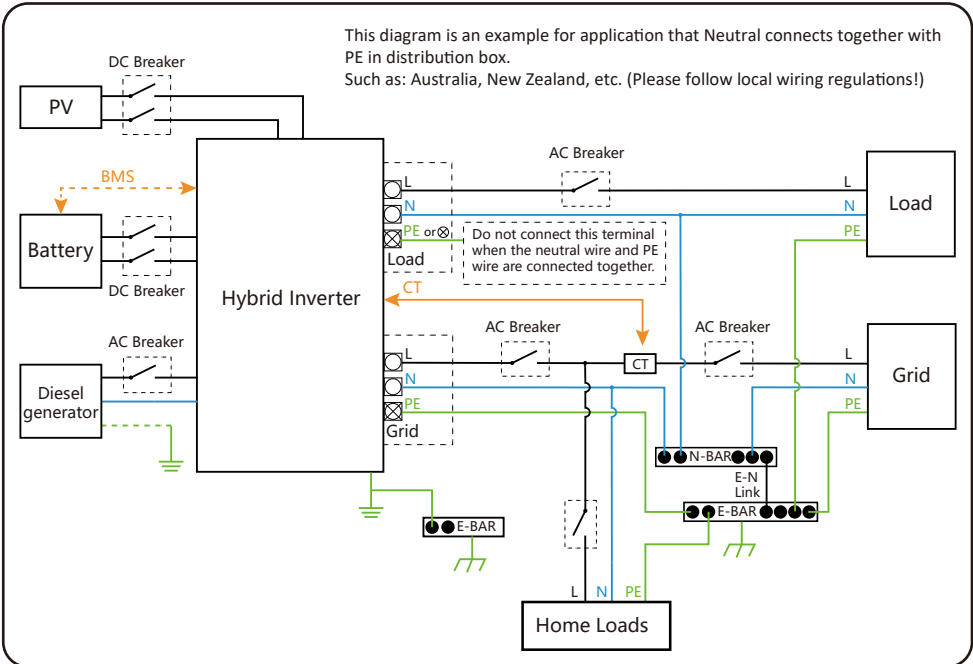 This diagram is an example for application that Neutral connects together with
PE in distribution box.
Such as: Australia, New Zealand, etc. (Please follow local wiring regulations!)
DC Breaker
PV
BMS
Battery
DC Breaker
AC Breaker
Diesel
generator
Hybrid Inverter
L
N
PE or
Load
Do not connect this terminal
when the neutral wire and PE
wire are connected together.
AC Breaker
L
N
PE
Load
CT
AC Breaker
CT
AC Breaker
L
N
PE
Grid
L
N
PE
Grid
N-BAR
E-N
Link
E-BAR
E-BAR
L
N
PE
Home Loads